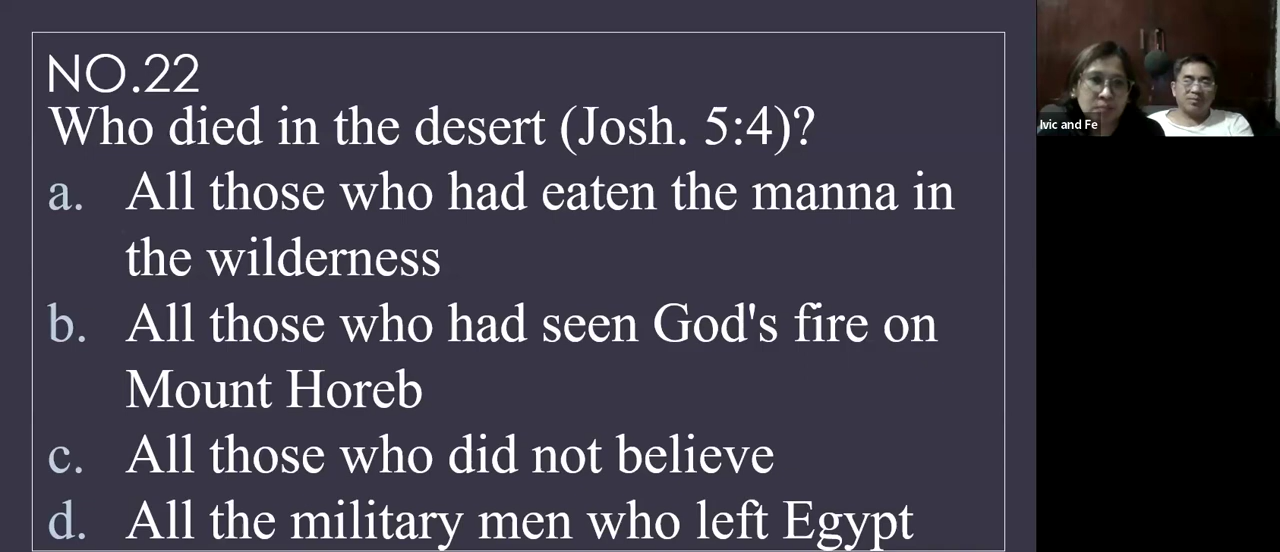 NO.22
Who died in the desert (Josh. 5:4)?
a. All those who had eaten the manna in
the wilderness
b. All those who had seen God's fire on
Mount Horeb
c. All those who did not believe
d. All the military men who left Egypt
Ivic and Fe